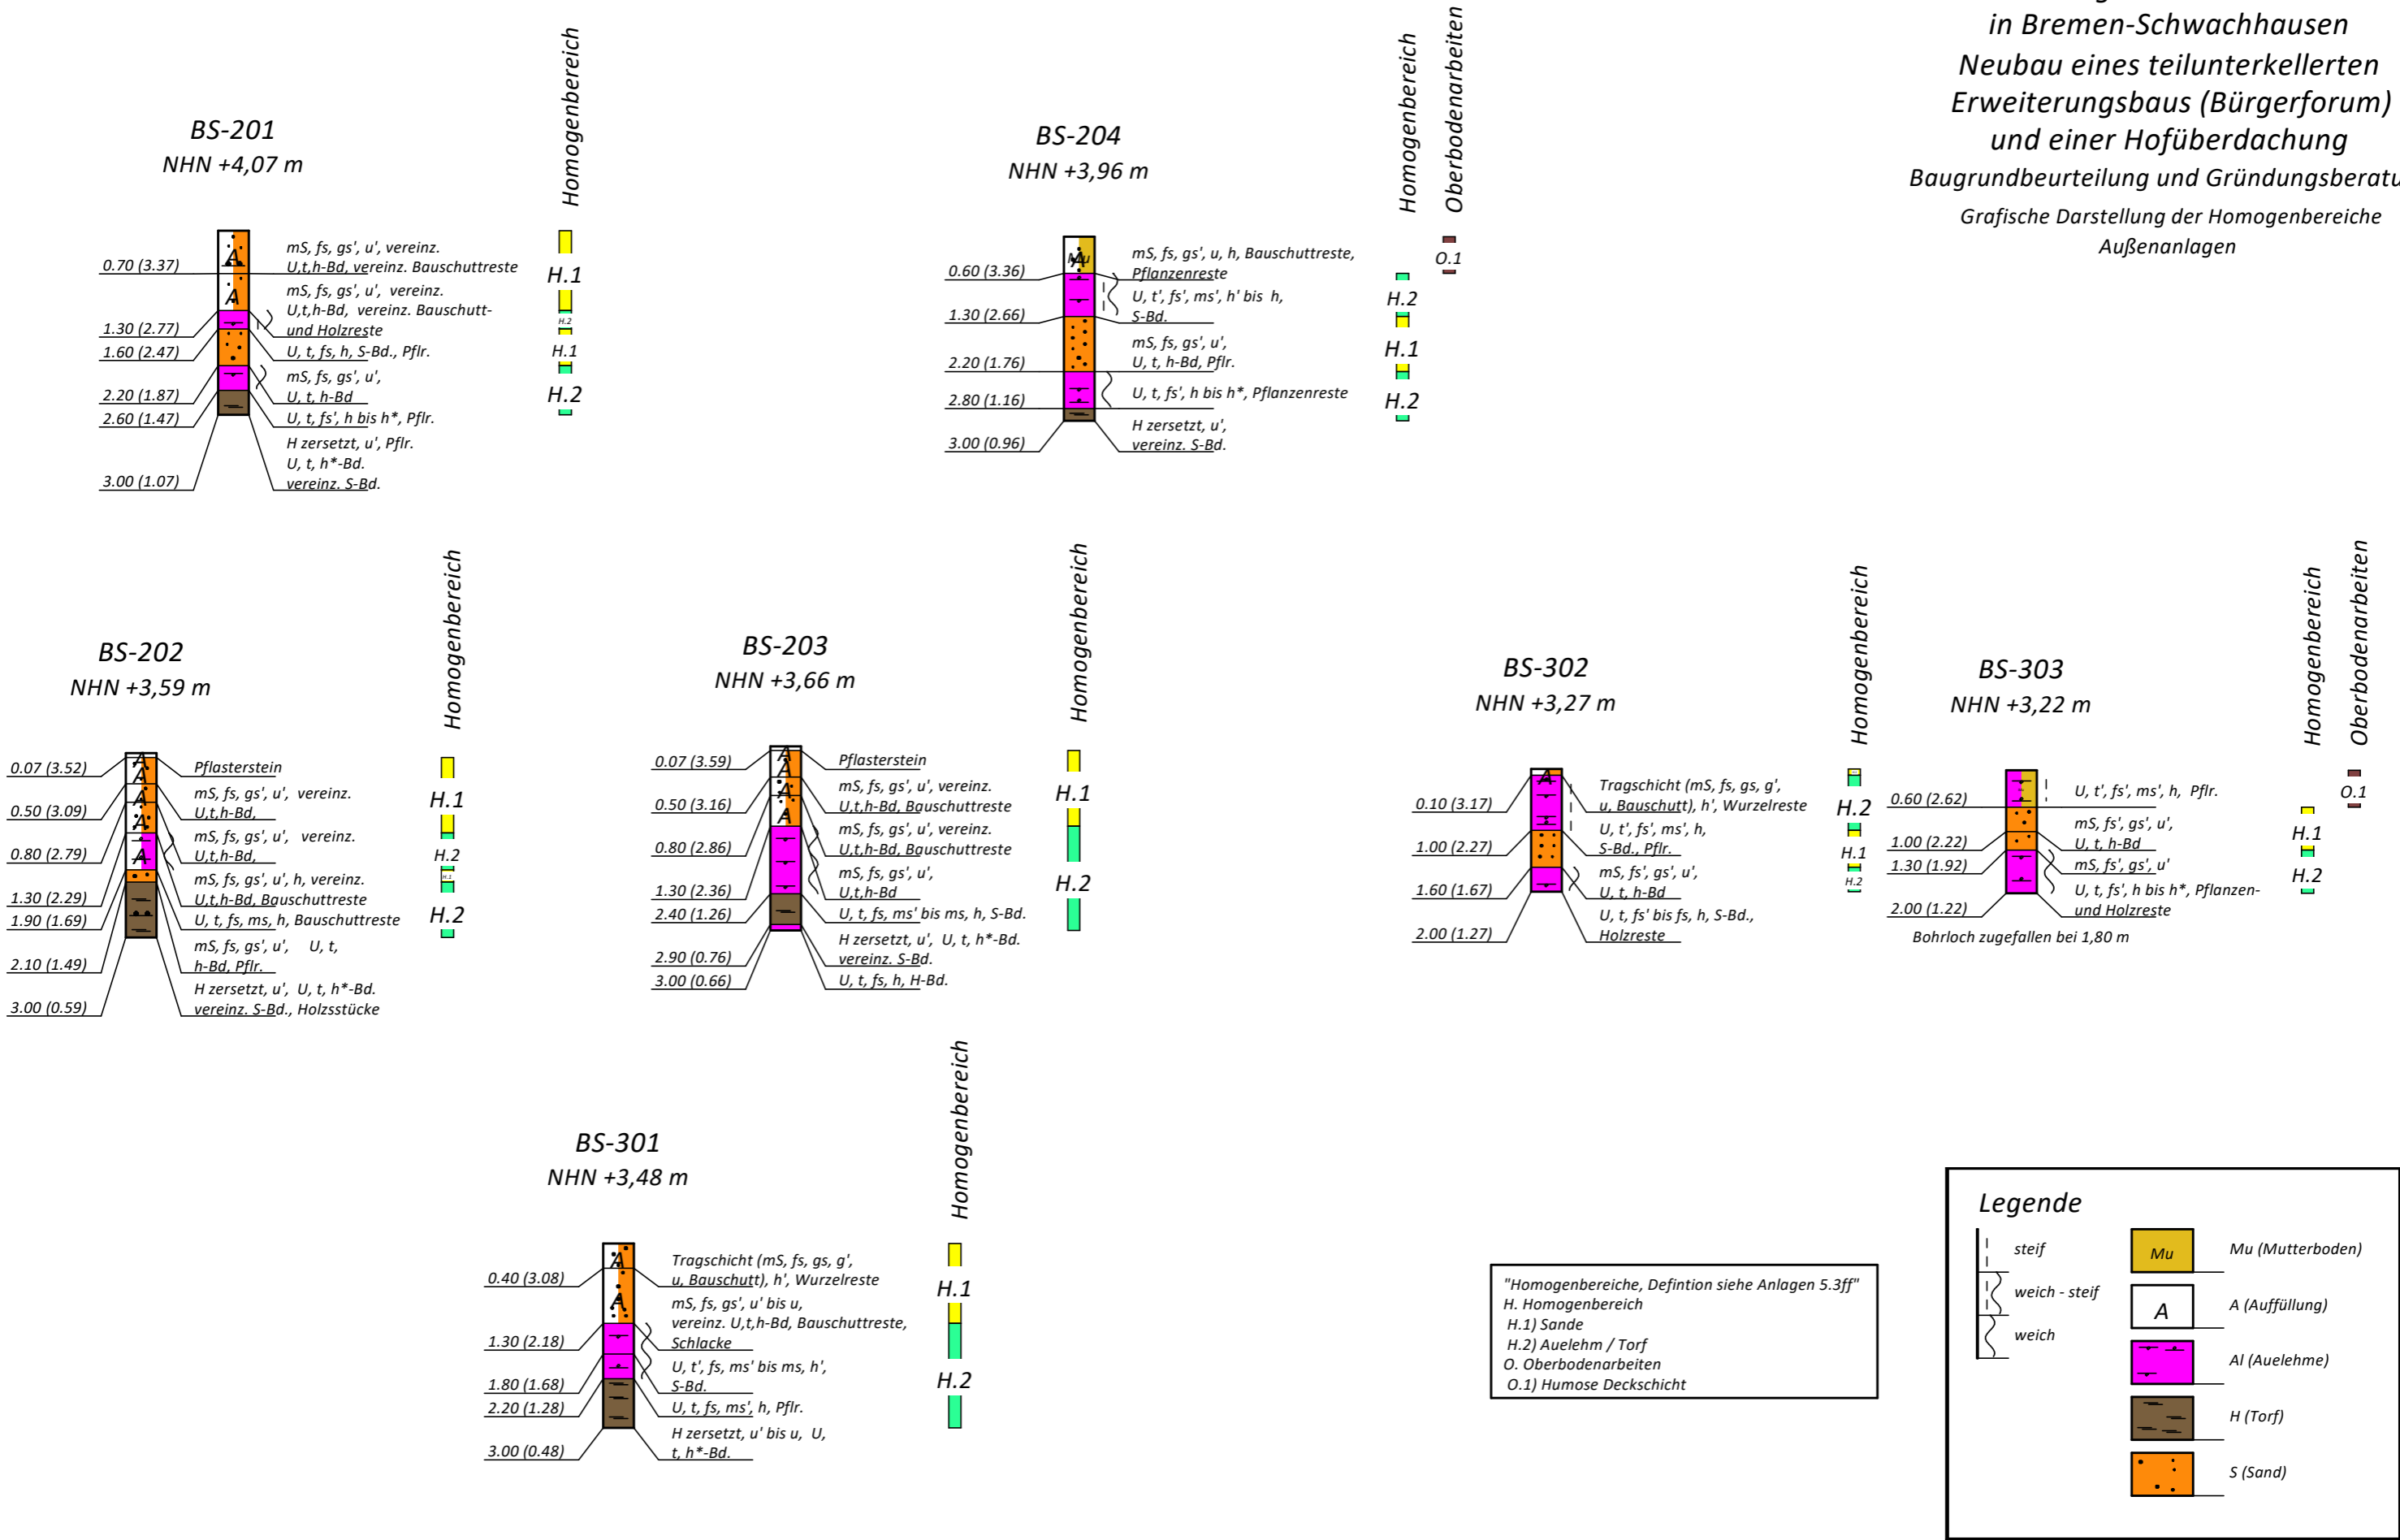 in Bremen-Schwachhausen
Neubau eines teilunterkellerten
Erweiterungsbaus (Bürgerforum)
und einer Hofüberdachung
Grafische Darstellung der Homogenbereiche
Außenanlagen
BS-201
NHN +4,07 m
Homogenbereich
0.70 (3.37)
1.30 (2.77)
1.60 (2.47)
2.20 (1.87)
2.60 (1.47)
3.00 (1.07)
A
A
mS, fs, gs', u', vereinz.
U,t,h-Bd, vereinz. Bauschuttreste
mS, fs, gs', u', vereinz.
U,t,h-Bd, vereinz. Bauschutt-
und Holzreste
U, t, fs, h, S-Bd., Pflr.
mS, fs, gs', u',
U, t, h-Bd
U, t, fs', h bis h*, Pflr.
H zersetzt, u', Pflr.
U, t, h*-Bd.
vereinz. S-Bd.
H.1
H.2
H.1
H.2
BS-204
NHN +3,96 m
Homogenbereich
Oberbodenarbeiten
0.60 (3.36)
1.30 (2.66)
2.20 (1.76)
2.80 (1.16)
3.00 (0.96)
Mu
A
mS, fs, gs', u, h, Bauschuttreste,
Pflanzenreste
U, t', fs', ms', h' bis h,
S-Bd.
mS, fs, gs', u',
U, t, h-Bd, Pflr.
U, t, fs', h bis h*, Pflanzenreste
H zersetzt, u',
vereinz. S-Bd.
H.2
H.1
H.2
O.1
BS-202
NHN +3,59 m
Homogenbereich
0.07 (3.52)
0.50 (3.09)
0.80 (2.79)
1.30 (2.29)
1.90 (1.69)
2.10 (1.49)
3.00 (0.59)
A
A
A
A
A
Pflasterstein
mS, fs, gs', u', vereinz.
U,t,h-Bd,
mS, fs, gs', u', vereinz.
U,t,h-Bd,
mS, fs, gs', u', h, vereinz.
U,t,h-Bd, Bauschuttreste
U, t, fs, ms, h, Bauschuttreste
mS, fs, gs', u', U, t,
h-Bd, Pflr.
H zersetzt, u', U, t, h*-Bd.
vereinz. S-Bd., Holzsstücke
H.1
H.2
H.1
H.2
BS-203
NHN +3,66 m
Homogenbereich
0.07 (3.59)
0.50 (3.16)
0.80 (2.86)
1.30 (2.36)
2.40 (1.26)
2.90 (0.76)
3.00 (0.66)
A
A
A
A
Pflasterstein
mS, fs, gs', u', vereinz.
U,t,h-Bd, Bauschuttreste
mS, fs, gs', u', vereinz.
U,t,h-Bd, Bauschuttreste
mS, fs, gs', u',
U,t,h-Bd
U, t, fs, ms' bis ms, h, S-Bd.
H zersetzt, u', U, t, h*-Bd.
vereinz. S-Bd.
U, t, fs, h, H-Bd.
H.1
H.2
BS-302
NHN +3,27 m
Homogenbereich
0.10 (3.17)
1.00 (2.27)
1.60 (1.67)
2.00 (1.27)
A
Tragschicht (mS, fs, gs, g',
u, Bauschutt), h', Wurzelreste
U, t', fs', ms', h,
S-Bd., Pflr.
mS, fs', gs', u',
U, t, h-Bd
U, t, fs' bis fs, h, S-Bd.,
Holzreste
H.2
H.1
H.2
BS-303
NHN +3,22 m
Homogenbereich
Oberbodenarbeiten
0.60 (2.62)
1.00 (2.22)
1.30 (1.92)
2.00 (1.22)
U, t', fs', ms', h, Pflr.
mS, fs', gs', u',
U, t, h-Bd
mS, fs', gs', u'
U, t, fs', h bis h*, Pflanzen-
und Holzreste
Bohrloch zugefallen bei 1,80 m
H.1
H.2
O.1
BS-301
NHN +3,48 m
Homogenbereich
0.40 (3.08)
1.30 (2.18)
1.80 (1.68)
2.20 (1.28)
3.00 (0.48)
A
A
Tragschicht (mS, fs, gs, g',
u, Bauschutt), h', Wurzelreste
mS, fs, gs', u' bis u,
vereinz. U,t,h-Bd, Bauschuttreste,
Schlacke
U, t', fs, ms' bis ms, h',
S-Bd.
U, t, fs, ms', h, Pflr.
H zersetzt, u' bis u, U,
t, h*-Bd.
H.1
H.2
"Homogenbereiche, Defintion siehe Anlagen 5.3ff"
H. Homogenbereich
H.1) Sande
H.2) Auelehm / Torf
O. Oberbodenarbeiten
O.1) Humose Deckschicht
Legende
steif
weich - steif
weich
Mu
Mu (Mutterboden)
A
A (Auffüllung)
Al (Auelehme)
H (Torf)
S (Sand)
Baugrundbeurteilung und